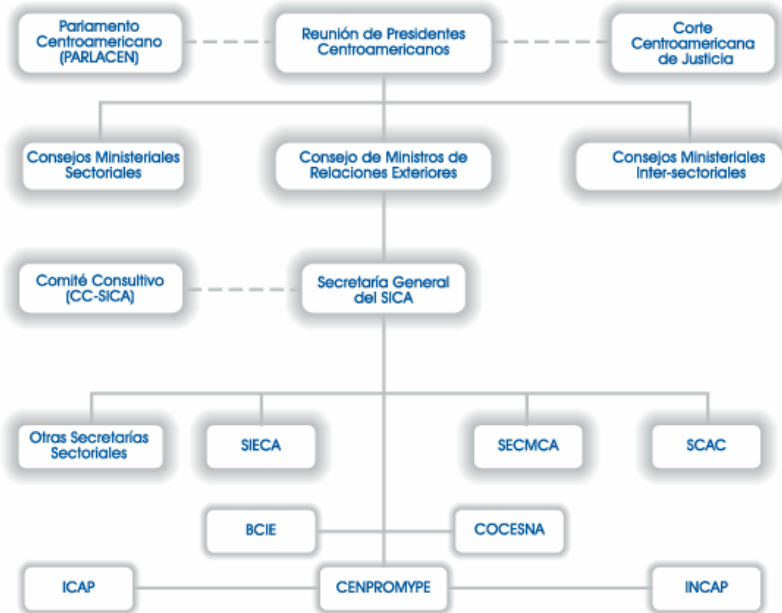 Parlamento
Centroamericano
(PARLACEN)
Reunión de Presidentes
Centroamericanos
Corte
Centroamericana
de Justicia
Consejos Ministeriales
Sectoriales
Consejo de Ministros de
Relaciones Exteriores
Consejos Ministeriales
Inter-sectoriales
Comité Consultivo
(CC-SICA)
Secretaría General
del SICA
Otras Secretarías
Sectoriales
SIECA
SECMCA
SCAC
BCIE
COCESNA
ICAP
CENPROMYPE
INCAP